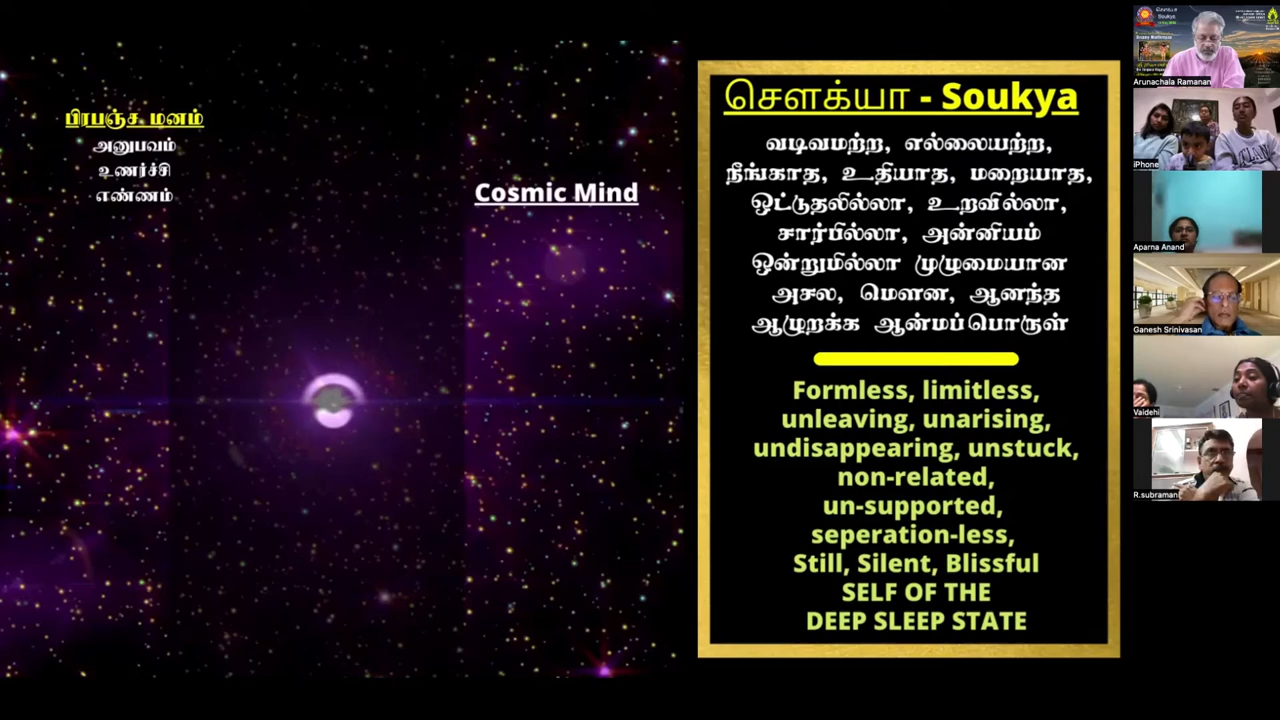 பிரபஞ்ச மனம்
அனுபவம்
உணர்ச்சி
எண்ணம்
Cosmic Mind
சௌக்யா - Soukya
வடிவமற்ற, எல்லையற்ற,
நீங்காத, உதியாத, மறையாத,
ஒட்டுதலில்லா, உறவில்லா,
சார்பில்லா, அன்னியம்
ஒன்றுமில்லா முழுமையான
அசல, மௌன, ஆனந்த
ஆழுறக்க ஆன்மப்பொருள்
Formless, limitless,
unleaving, unarising,
undisappearing, unstuck,
non-related,
un-supported,
seperation-less,
Still, Silent, Blissful
SELF OF THE
DEEP SLEEP STATE
சௌக்யா
Soukya
Arunachala Ramanan
iPhone
Aparna Anand
Ganesh Srinivasan
Vaidehi
R.subramani